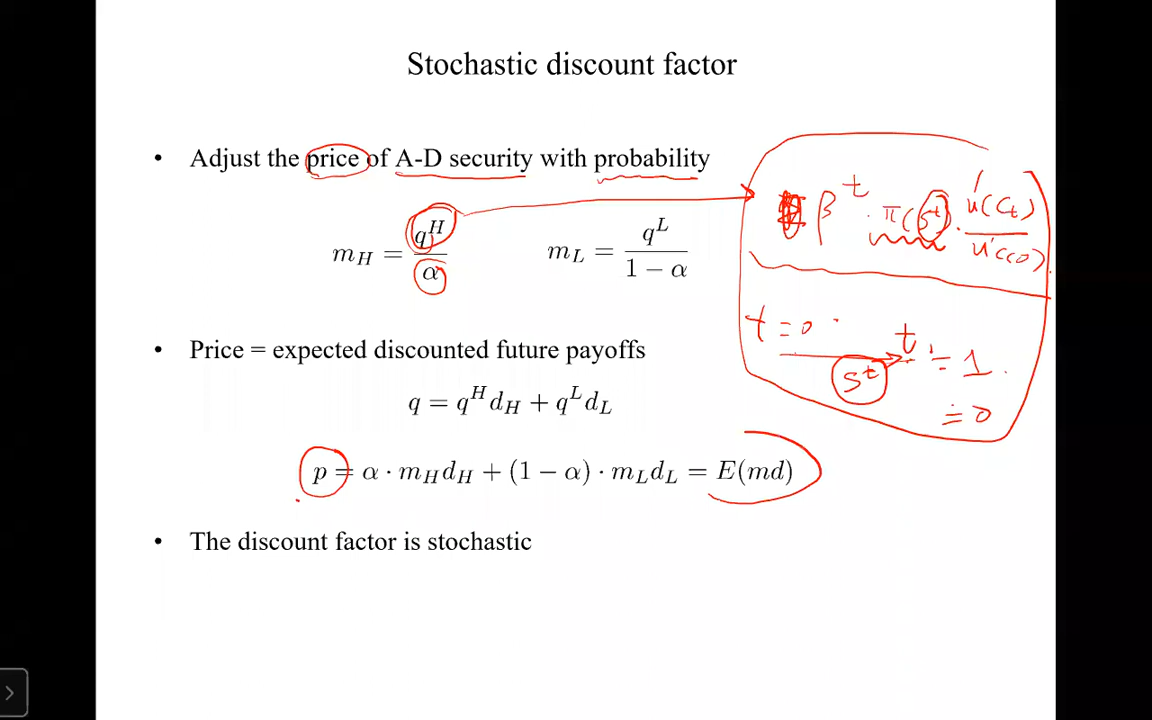 Stochastic discount factor
• Adjust the price of A-D security with probability
m_H = q^H / α    m_L = q^L / (1 − α)
β^t π(s^t) · u'(c_t) / u'(c_0)
t = 0
t
s^t
= 1
= 0
• Price = expected discounted future payoffs
q = q^H d_H + q^L d_L
p = α · m_H d_H + (1 − α) · m_L d_L = E(md)
• The discount factor is stochastic